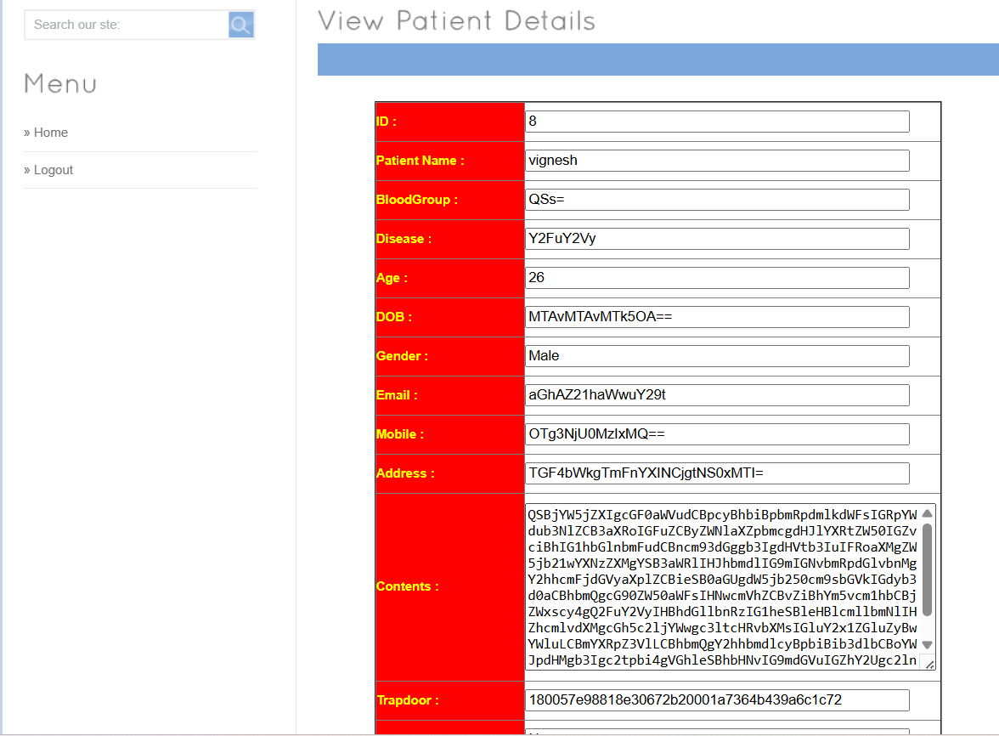 Search our ste:
View Patient Details
Menu
» Home
» Logout
ID : 8
Patient Name : vignesh
BloodGroup : QSs=
Disease : Y2FuY2Vy
Age : 26
DOB : MTAvMTAvMTk5OA==
Gender : Male
Email : aGhAZ21haWwuY29t
Mobile : OTg3NjU0MzIxMQ==
Address : TGF4bWkgTmFnYXINCjgtNS0xMTI=
Contents :
QSBjYW5jZXIgcGF0aWVudCBpcyBhbiBpbmRpdmlkdWFsIGRpYW
dub3NlZCB3aXRoIGFuZCByZWNlaXZpbmcgdHJlYXRtZW50IGZv
ciBhIG1hbGlnbmFudCBncm93dGggb3IgdHVtb3IuIFRoaXMgZW
5jb21wYXNzZXMgYSB3aWRlIHJhbmdlIG9mIGNvbmRpdGlvbnMg
Y2hhcmFjdGVyaXplZCBieSB0aGUgdW5jb250cm9sbGVkIGdyb3
d0aCBhbmQgcG90ZW50aWFsIHNwcmVhZCBvZiBhYm5vcm1hbCBj
ZWxscy4gQ2FuY2VyIHBhdGllbnRzIG1heSBleHBlcmllbmNlIH
ZhcmlvdXMgcGh5c2ljYWwgc3ltcHRvbXMsIGluY2x1ZGluZyBw
YWluLCBmYXRpZ3VlLCBhbmQgY2hhbmdlcyBpbiBib3dlbCBoYW
JpdHMgb3Igc2tpbi4gVGhleSBhbHNvIG9mdGVuIGZhY2Ugc2ln
Trapdoor : 180057e98818e30672b20001a7364b439a6c1c72